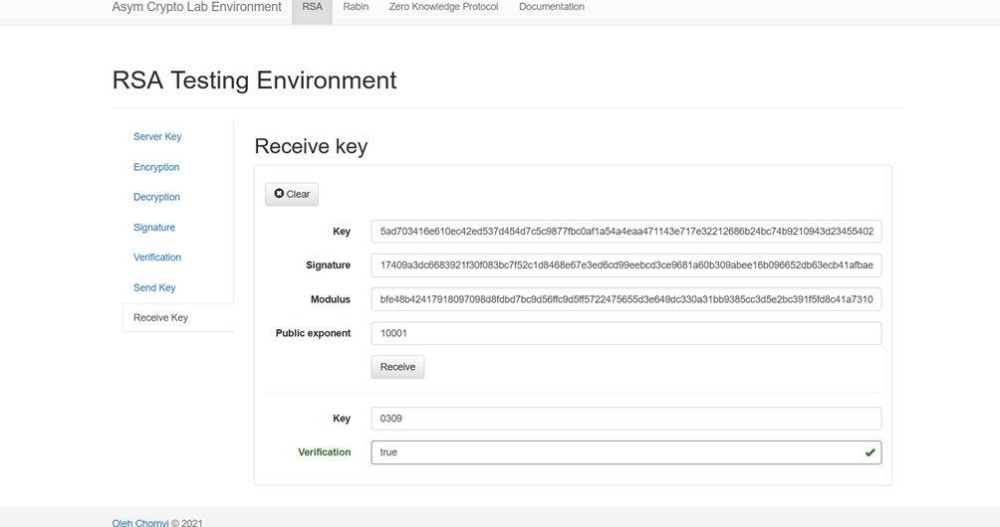 Asym Crypto Lab Environment RSA Rabin Zero Knowledge Protocol Documentation
RSA Testing Environment
Server Key
Encryption
Decryption
Signature
Verification
Send Key
Receive Key
Receive key
Clear
Key 5ad703416e610ec42ed537d454d7c5c9877fbc0af1a54a4eaa471143e717e32212686b24bc74b9210943d23455402
Signature 17409a3dc6683921f30f083bc7f52c1d8468e67e3ed6cd99eebcd3ce9681a60b309abee16b096652db63ecb41afbae
Modulus bfe48b42417918097098d8fdbd7bc9d56ffc9d5ff5722475655d3e649dc330a31bb9385cc3d5e2bc391f5fd8c41a7310
Public exponent 10001
Receive
Key 0309
Verification true
Oleh Chornyi © 2021